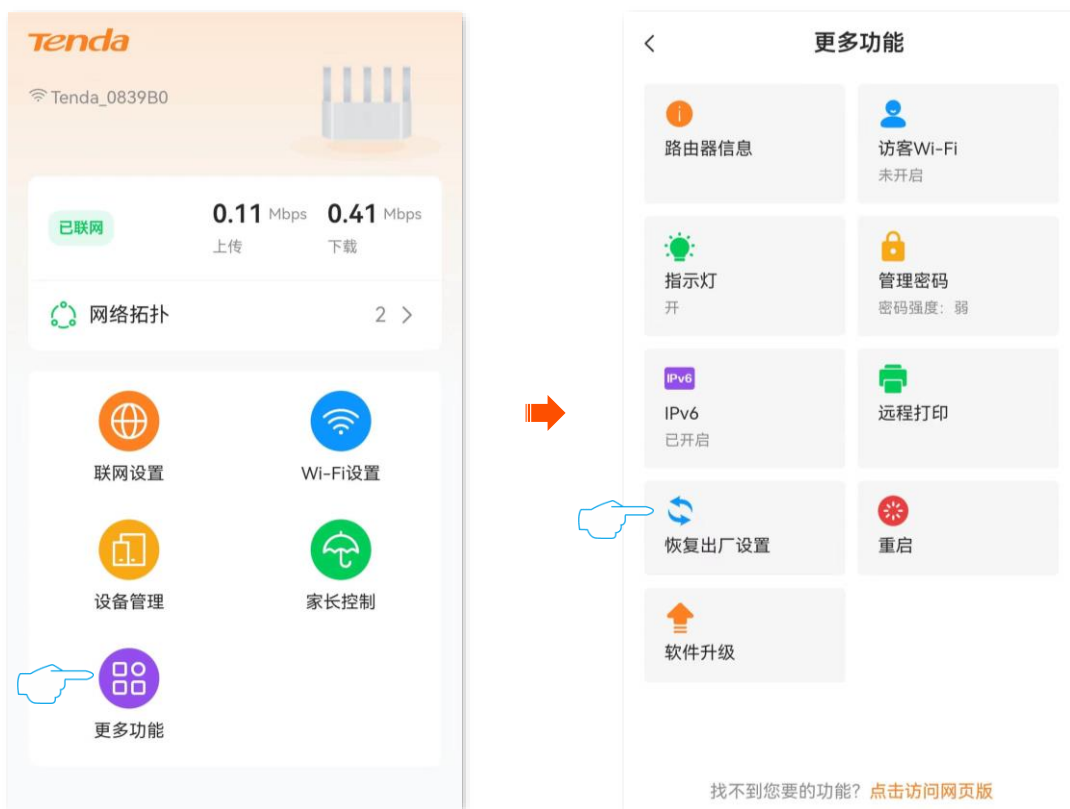 Tenda
Tenda_0839B0
已联网
0.11 Mbps 0.41 Mbps
上传 下载
网络拓扑 2
联网设置 Wi-Fi设置
设备管理 家长控制
更多功能
更多功能
路由器信息 访客Wi-Fi
未开启
指示灯 管理密码
开 密码强度：弱
IPv6
IPv6 远程打印
已开启
恢复出厂设置 重启
软件升级
找不到您要的功能？点击访问网页版